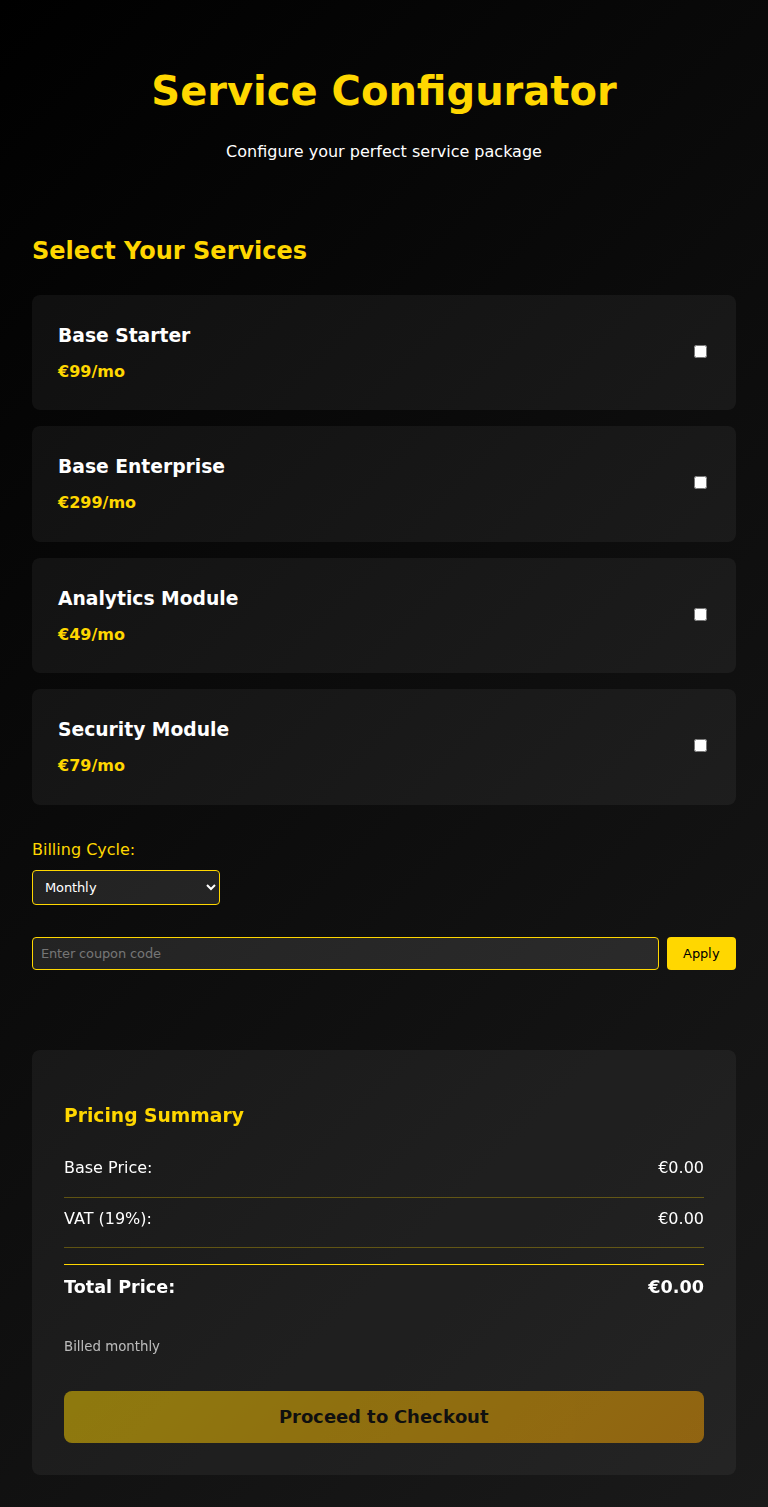 Service Configurator
Configure your perfect service package
Select Your Services
Base Starter
€99/mo
Base Enterprise
€299/mo
Analytics Module
€49/mo
Security Module
€79/mo
Billing Cycle:
Monthly
Enter coupon code Apply
Pricing Summary
Base Price: €0.00
VAT (19%): €0.00
Total Price: €0.00
Billed monthly
Proceed to Checkout